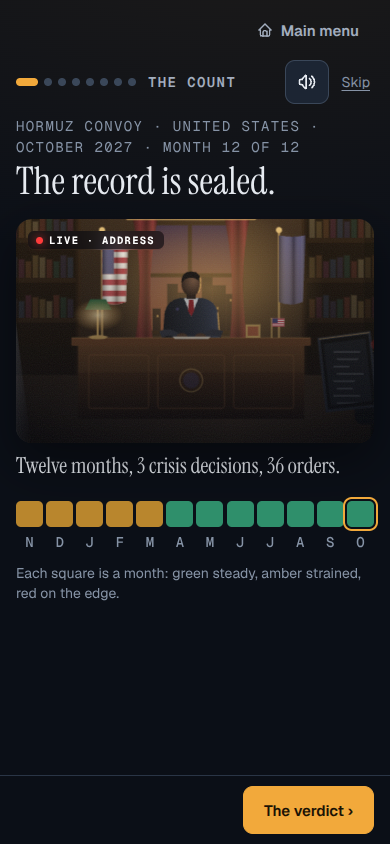 Main menu
THE COUNT
Skip
HORMUZ CONVOY · UNITED STATES ·
OCTOBER 2027 · MONTH 12 OF 12
The record is sealed.
LIVE · ADDRESS
Twelve months, 3 crisis decisions, 36 orders.
N D J F M A M J J A S O
Each square is a month: green steady, amber strained,
red on the edge.
The verdict ›